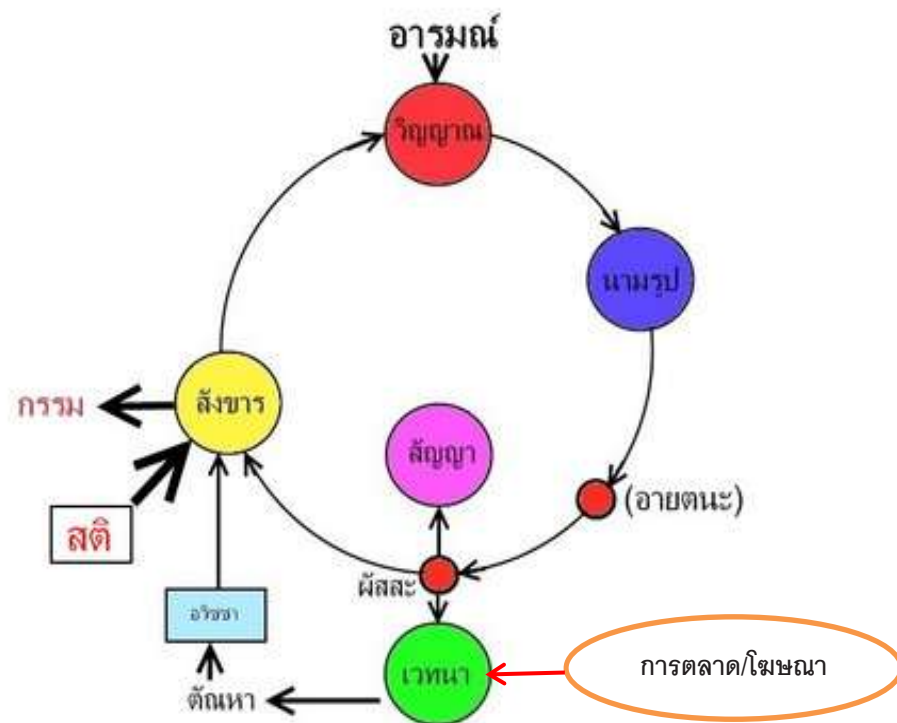 อารมณ์
วิญญาณ
นามรูป
สังขาร
กรรม
สัญญา
(อายตนะ)
สติ
ผัสสะ
อวิชชา
เวทนา
การตลาด/โฆษณา
ตัณหา